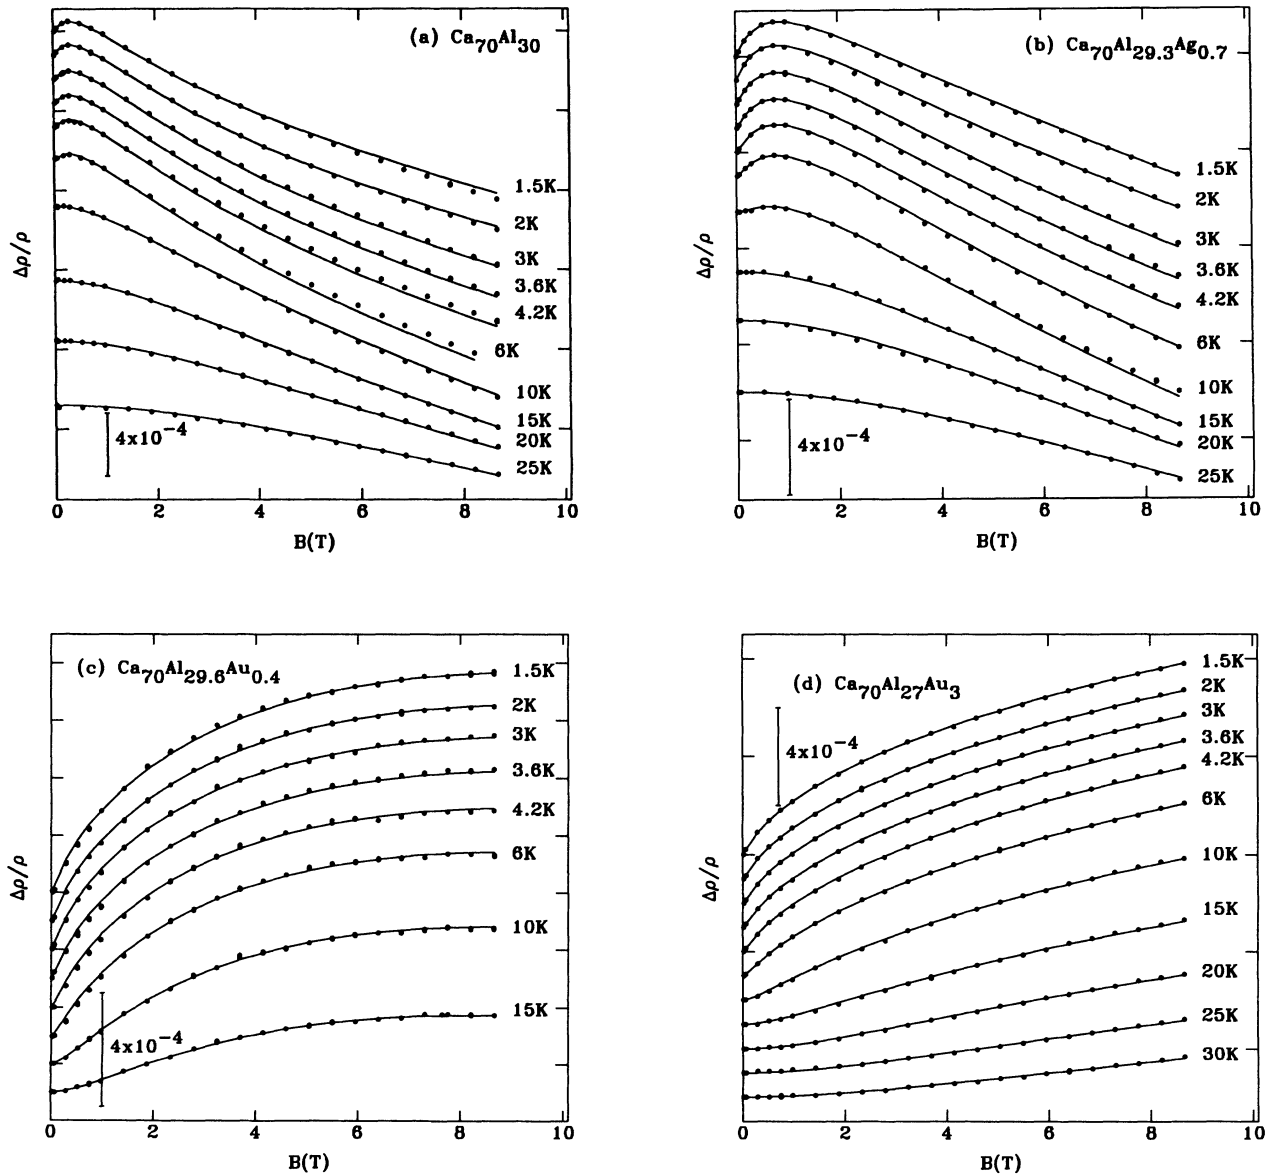 (a) Ca70Al30
1.5K
2K
3K
3.6K
4.2K
6K
10K
15K
20K
25K
4x10-4
Δρ/ρ
0 2 4 6 8 10
B(T)
(b) Ca70Al29.3Ag0.7
1.5K
2K
3K
3.6K
4.2K
6K
10K
15K
20K
25K
4x10-4
Δρ/ρ
0 2 4 6 8 10
B(T)
(c) Ca70Al29.6Au0.4
1.5K
2K
3K
3.6K
4.2K
6K
10K
15K
4x10-4
Δρ/ρ
0 2 4 6 8 10
B(T)
(d) Ca70Al27Au3
1.5K
2K
3K
3.6K
4.2K
6K
10K
15K
20K
25K
30K
4x10-4
Δρ/ρ
0 2 4 6 8 10
B(T)